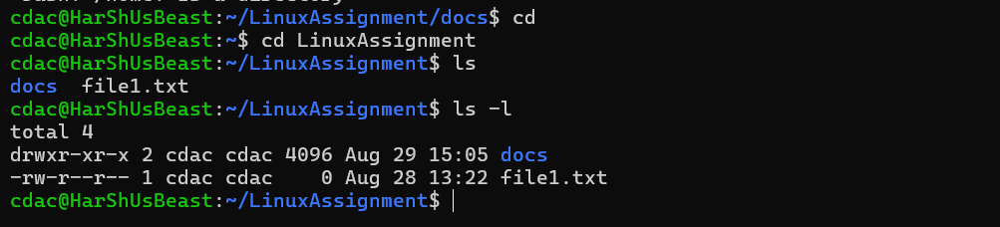 cdac@HarShUsBeast:~/LinuxAssignment/docs$ cd
cdac@HarShUsBeast:~$ cd LinuxAssignment
cdac@HarShUsBeast:~/LinuxAssignment$ ls
docs  file1.txt
cdac@HarShUsBeast:~/LinuxAssignment$ ls -l
total 4
drwxr-xr-x 2 cdac cdac 4096 Aug 29 15:05 docs
-rw-r--r-- 1 cdac cdac    0 Aug 28 13:22 file1.txt
cdac@HarShUsBeast:~/LinuxAssignment$